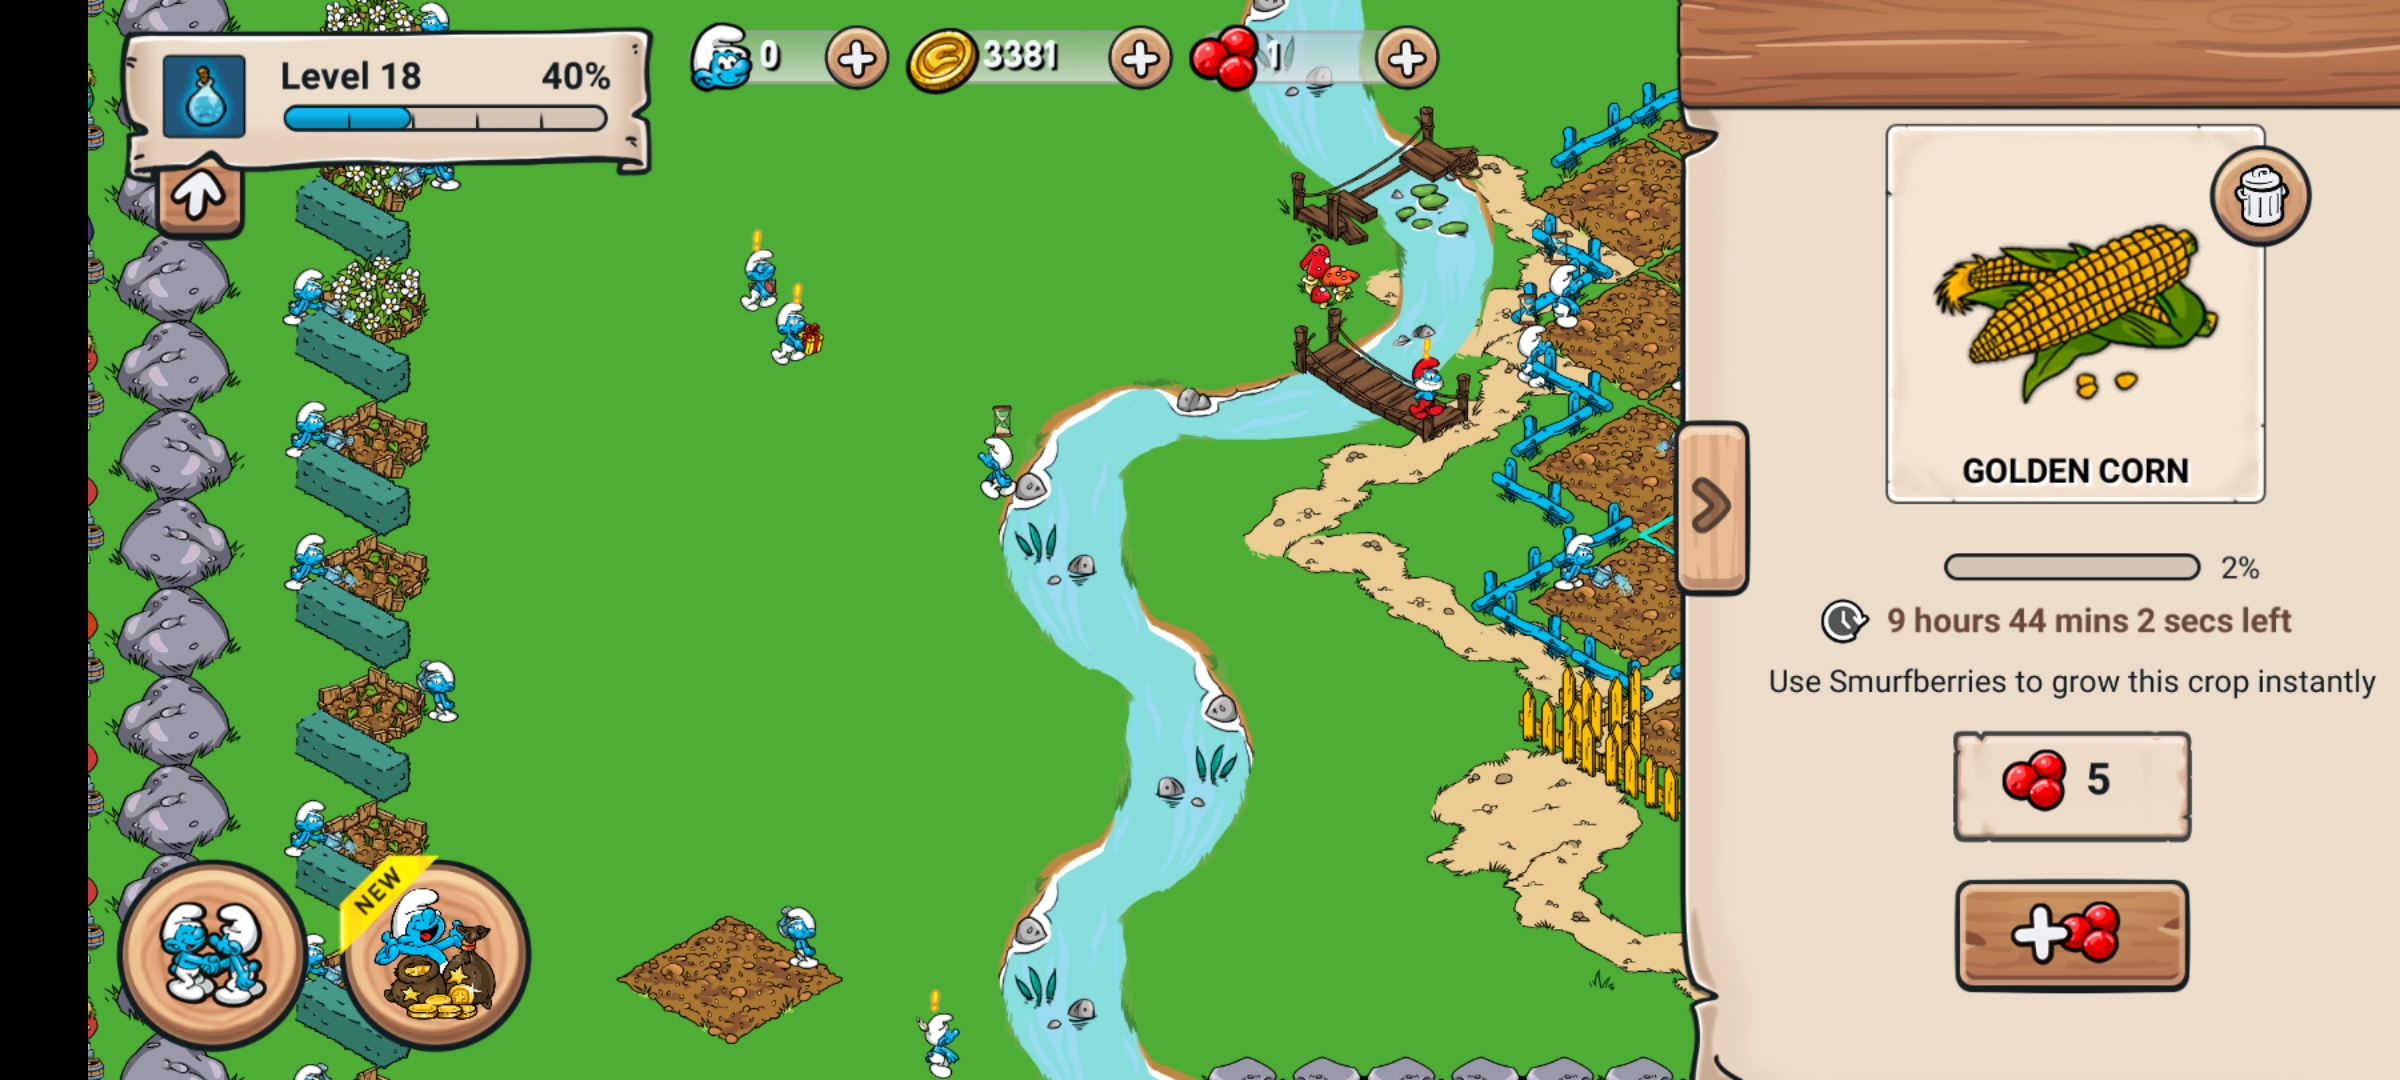 Level 18 40%
0
3381
1
GOLDEN CORN
2%
9 hours 44 mins 2 secs left
Use Smurfberries to grow this crop instantly
5
NEW